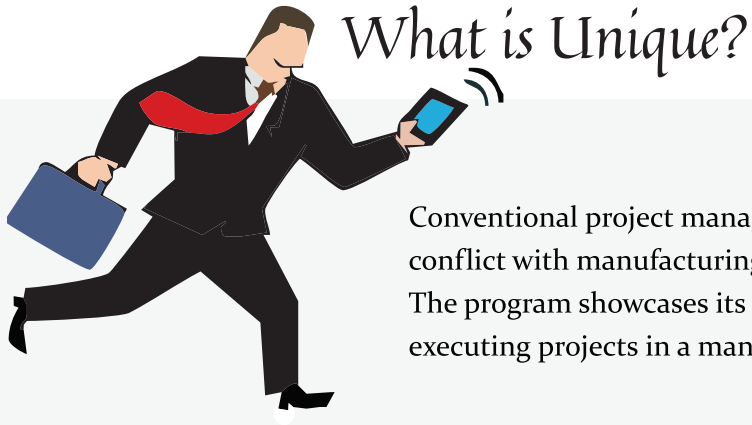 What is Unique?
Conventional project mana
conflict with manufacturing
The program showcases its
executing projects in a man